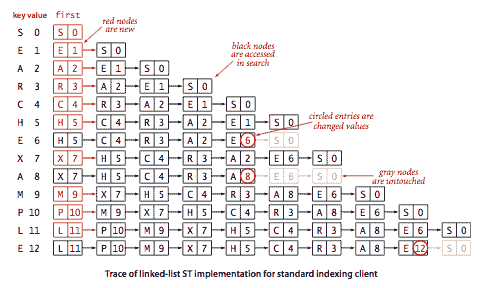 key value first
red nodes
are new
black nodes
are accessed
in search
circled entries are
changed values
gray nodes
are untouched
S 0 S 0
E 1 E 1 S 0
A 2 A 2 E 1 S 0
R 3 R 3 A 2 E 1 S 0
C 4 C 4 R 3 A 2 E 1 S 0
H 5 H 5 C 4 R 3 A 2 E 1 S 0
E 6 H 5 C 4 R 3 A 2 E 6 S 0
X 7 X 7 H 5 C 4 R 3 A 2 E 6 S 0
A 8 X 7 H 5 C 4 R 3 A 8 E 6 S 0
M 9 M 9 X 7 H 5 C 4 R 3 A 8 E 6 S 0
P 10 P 10 M 9 X 7 H 5 C 4 R 3 A 8 E 6 S 0
L 11 L 11 P 10 M 9 X 7 H 5 C 4 R 3 A 8 E 6 S 0
E 12 L 11 P 10 M 9 X 7 H 5 C 4 R 3 A 8 E 12 S 0
Trace of linked-list ST implementation for standard indexing client